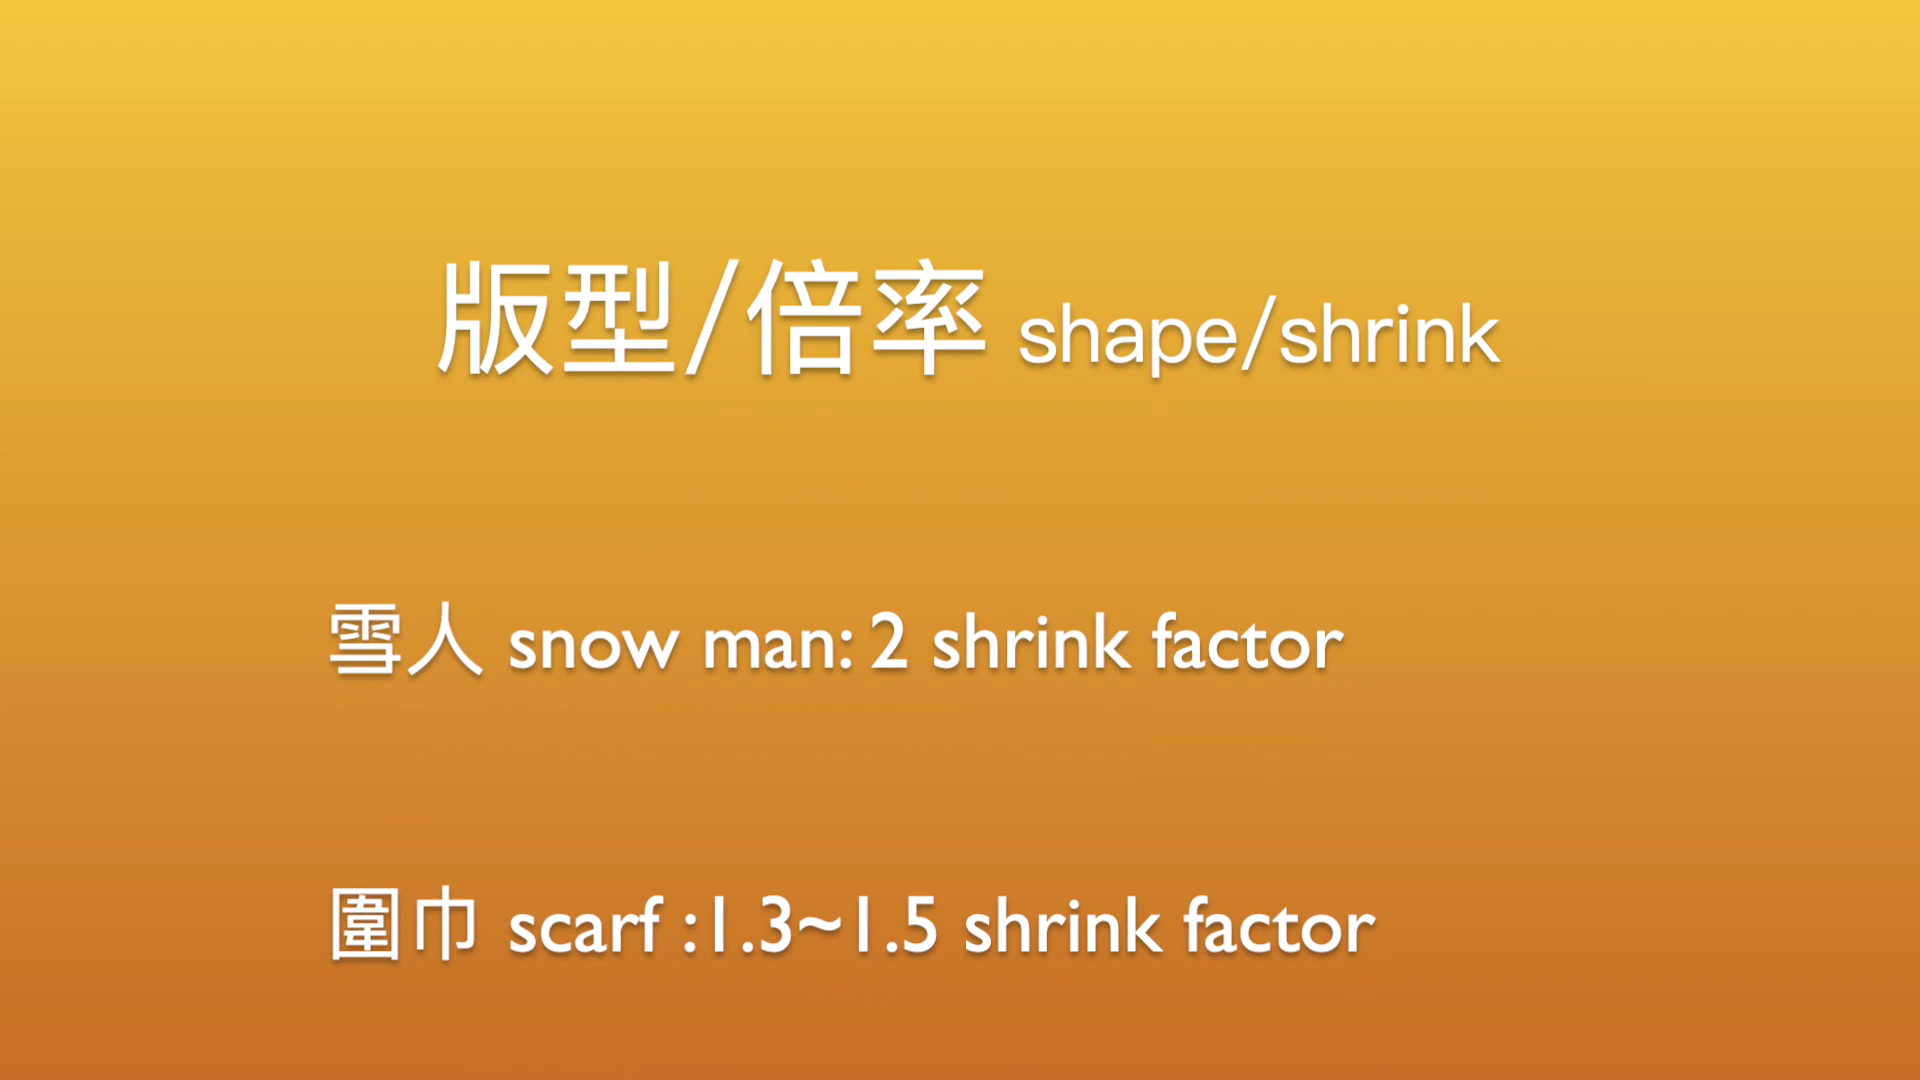 版型/倍率 shape/shrink
雪人 snow man: 2 shrink factor
圍巾 scarf :1.3~1.5 shrink factor